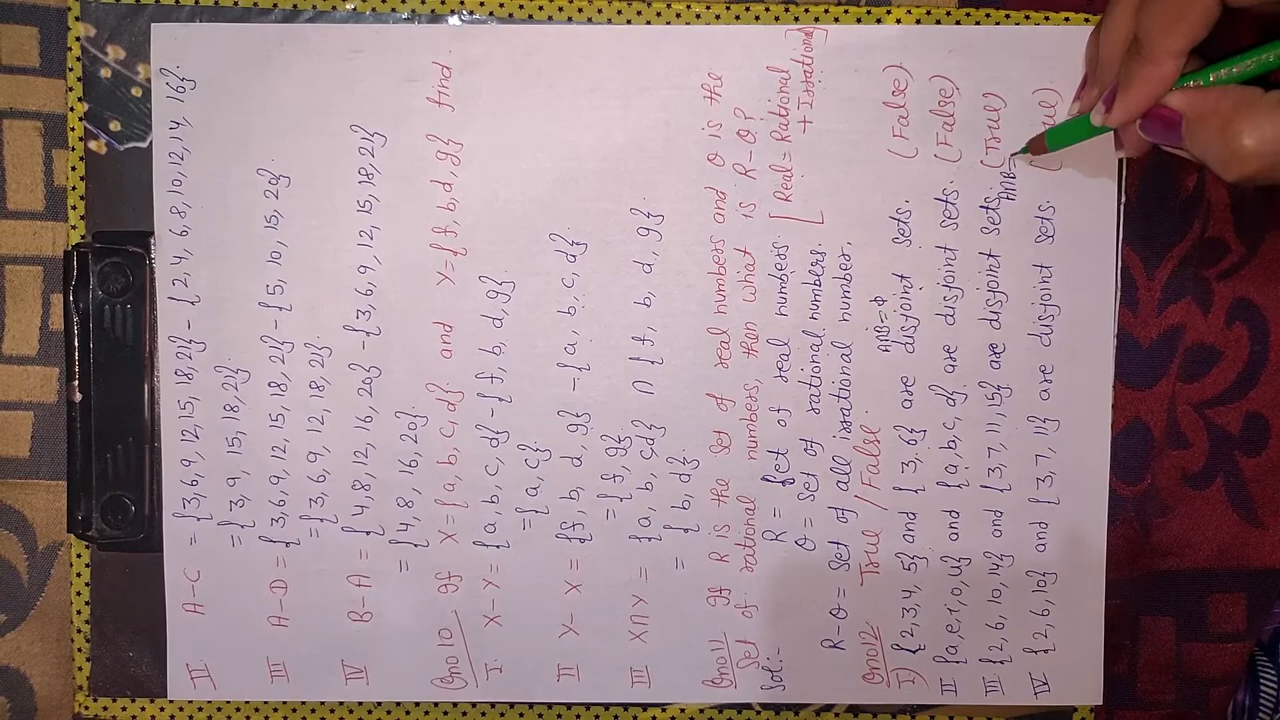 II. A-C = {3,6,9,12,15,18,21} - {2,4,6,8,10,12,14,16}.
= {3,9,15,18,21}.
III A-D = {3,6,9,12,15,18,21} - {5,10,15,20}.
= {3,6,9,12,18,21}.
IV B-A = {4,8,12,16,20} - {3,6,9,12,15,18,21}
= {4,8,16,20}.
Qno10 If X={a,b,c,d} and Y={f,b,d,g} find.
I. X-Y = {a,b,c,d} - {f,b,d,g}.
= {a,c}.
II Y-X = {f,b,d,g} - {a,b,c,d}.
= {f,g}.
III X∩Y = {a,b,c,d} ∩ {f,b,d,g}.
= {b,d}.
Qno11 If R is the set of real numbers and Q is the
set of rational numbers, then what is R-Q?
Sol:- R = set of real numbers. [Real = Rational
Q = set of rational numbers. + Irrational]
R-Q = set of all irrational number.
Qno12 True / False. A∩B=ϕ
I) {2,3,4,5} and {3,6} are disjoint sets. (False).
II {a,e,i,o,u} and {a,b,c,d} are disjoint sets. (False)
III {2,6,10,14} and {3,7,11,15} are disjoint sets. (True)
A∩B=
IV {2,6,10} and {3,7,11} are disjoint sets.